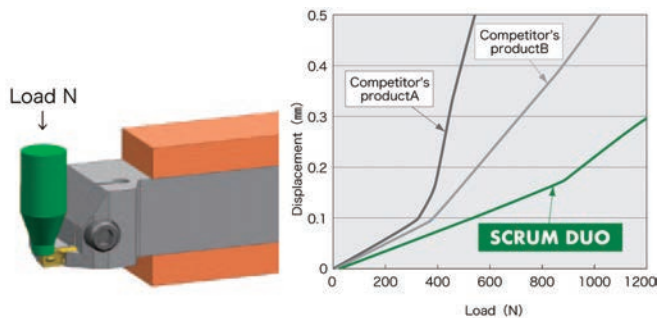 Load N
↓
Displacement (mm)
0.5
0.4
0.3
0.2
0.1
0
Competitor's
productA
Competitor's
productB
SCRUM DUO
0 200 400 600 800 1000 1200
Load (N)